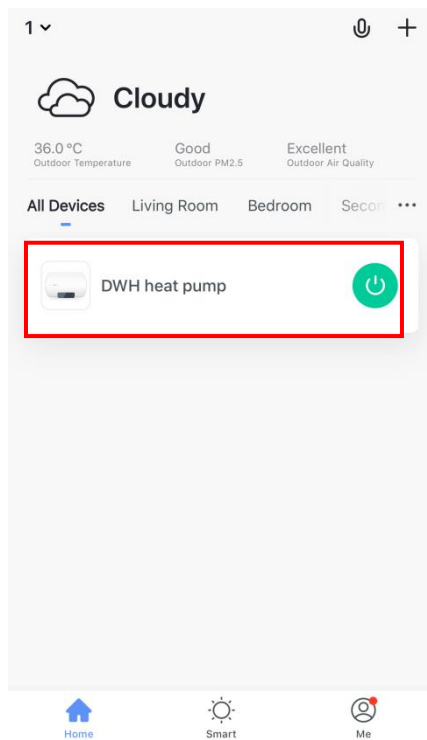 1
Cloudy
36.0 °C Good Excellent
Outdoor Temperature Outdoor PM2.5 Outdoor Air Quality
All Devices Living Room Bedroom Secon ...
DWH heat pump
Home Smart Me